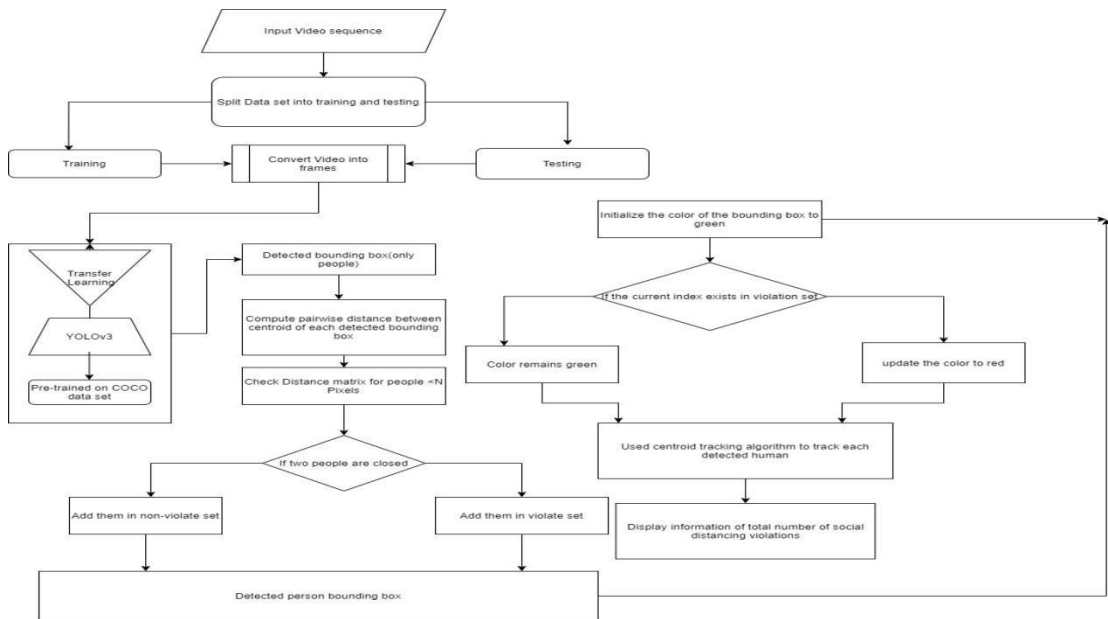 Input Video sequence
Split Data set into training and testing
Training
Convert Video into
frames
Testing
Transfer
Learning
YOLOv3
Pre-trained on COCO
data set
Detected bounding box(only
people)
Compute pairwise distance between
centroid of each detected bounding
box
Check Distance matrix for people <N
Pixels
If two people are closed
Add them in non-violate set
Add them in violate set
Detected person bounding box
Initialize the color of the bounding box to
green
If the current index exists in violation set
Color remains green
update the color to red
Used centroid tracking algorithm to track each
detected human
Display information of total number of social
distancing violations